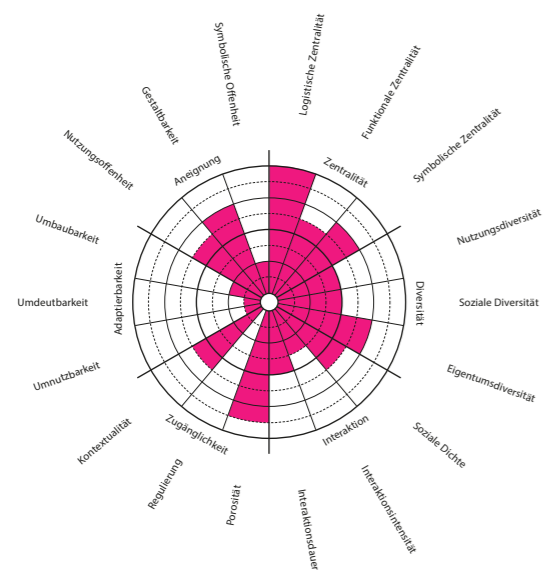 Logistische Zentralität
Funktionale Zentralität
Symbolische Zentralität
Nutzungsdiversität
Soziale Diversität
Eigentumsdiversität
Soziale Dichte
Interaktionsintensität
Interaktionsdauer
Porosität
Regulierung
Kontextualität
Umnutzbarkeit
Umdeutbarkeit
Umbaubarkeit
Nutzungsoffenheit
Gestaltbarkeit
Symbolische Offenheit
Zentralität
Diversität
Interaktion
Zugänglichkeit
Adaptierbarkeit
Aneignung